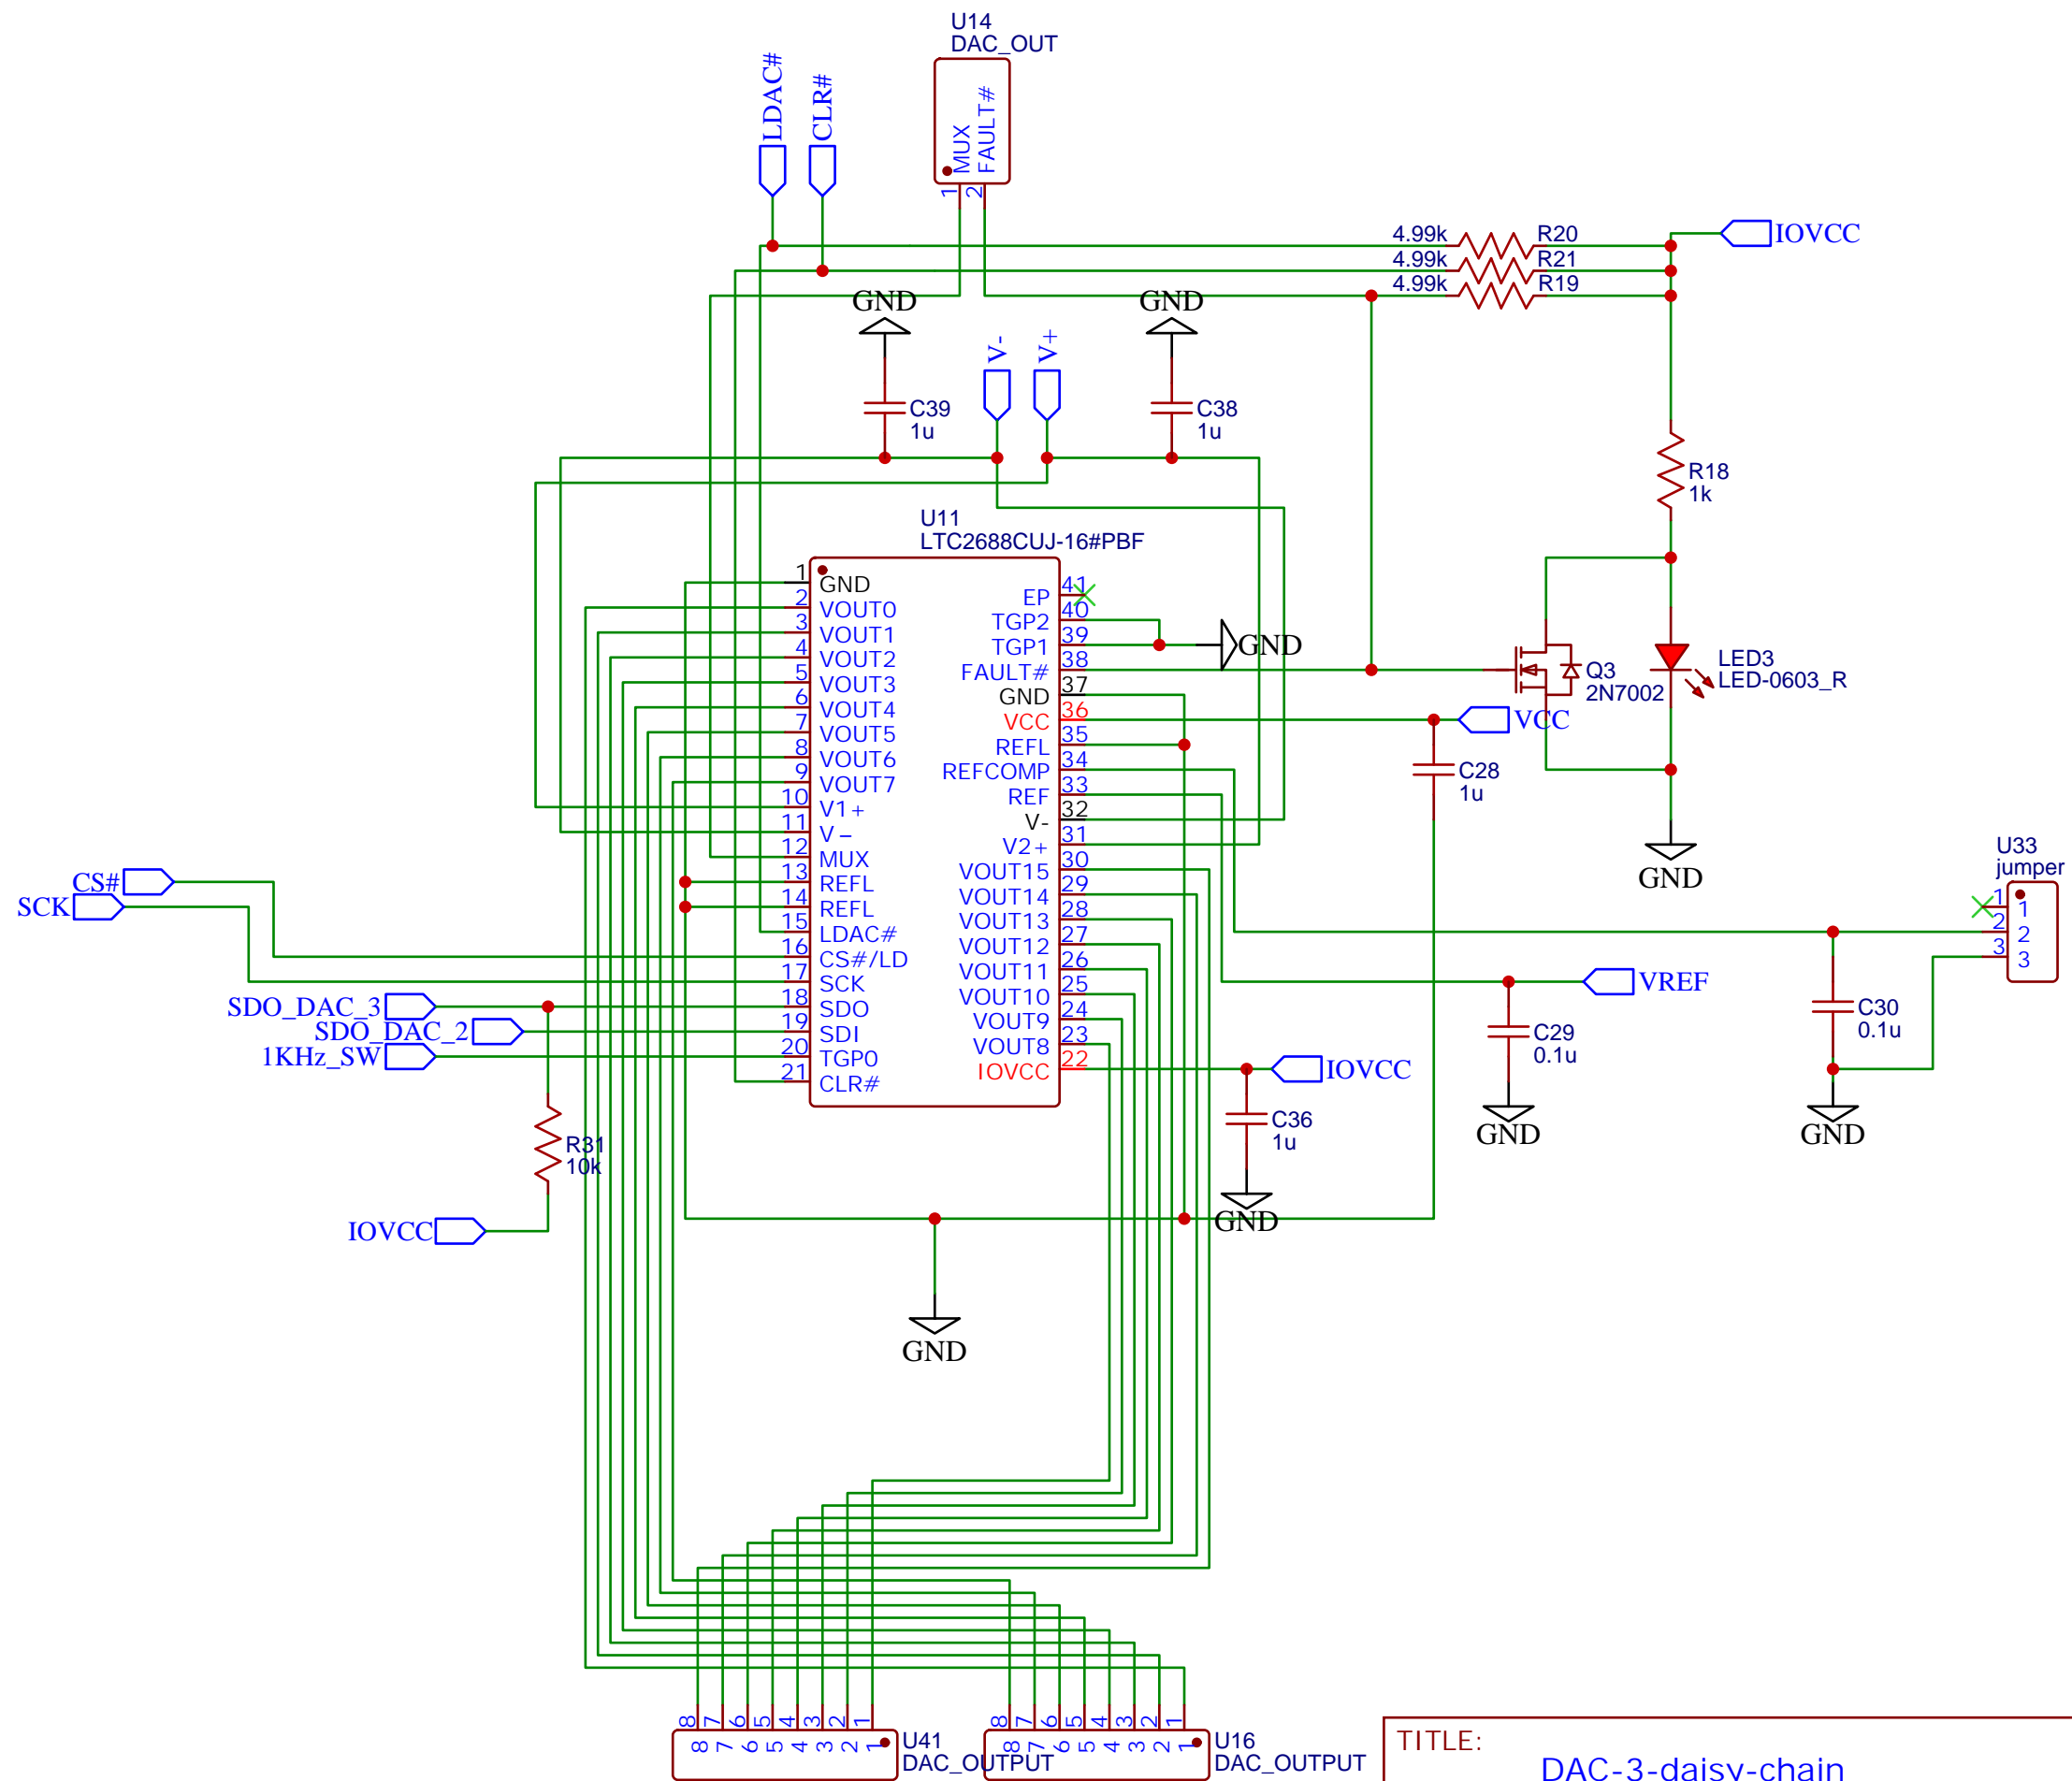 U14
DAC_OUT
LDAC#
CLR#
MUX
FAULT#
1
2
4.99k
R20
IOVCC
4.99k
R21
4.99k
R19
GND
GND
V-
V+
C39
1u
C38
1u
R18
1k
U11
LTC2688CUJ-16#PBF
1
GND
2
VOUT0
3
VOUT1
4
VOUT2
5
VOUT3
6
VOUT4
7
VOUT5
8
VOUT6
9
VOUT7
10
V1+
11
V-
12
MUX
13
REFL
14
REFL
15
LDAC#
16
CS#/LD
17
SCK
18
SDO
19
SDI
20
TGP0
21
CLR#
41
EP
40
TGP2
39
TGP1
38
FAULT#
37
GND
36
VCC
35
REFL
34
REFCOMP
33
REF
32
V-
31
V2+
30
VOUT15
29
VOUT14
28
VOUT13
27
VOUT12
26
VOUT11
25
VOUT10
24
VOUT9
23
VOUT8
22
IOVCC
GND
Q3
2N7002
LED3
LED-0603_R
VCC
C28
1u
GND
U33
jumper
1
1
2
2
3
3
CS#
SCK
SDO_DAC_3
SDO_DAC_2
1KHz_SW
VREF
C29
0.1u
GND
C30
0.1u
GND
IOVCC
C36
1u
GND
R31
10k
IOVCC
GND
8 7 6 5 4 3 2 1
8 7 6 5 4 3 2 1
U41
DAC_OUTPUT
8 7 6 5 4 3 2 1
8 7 6 5 4 3 2 1
U16
DAC_OUTPUT
TITLE:
DAC-3-daisy-chain